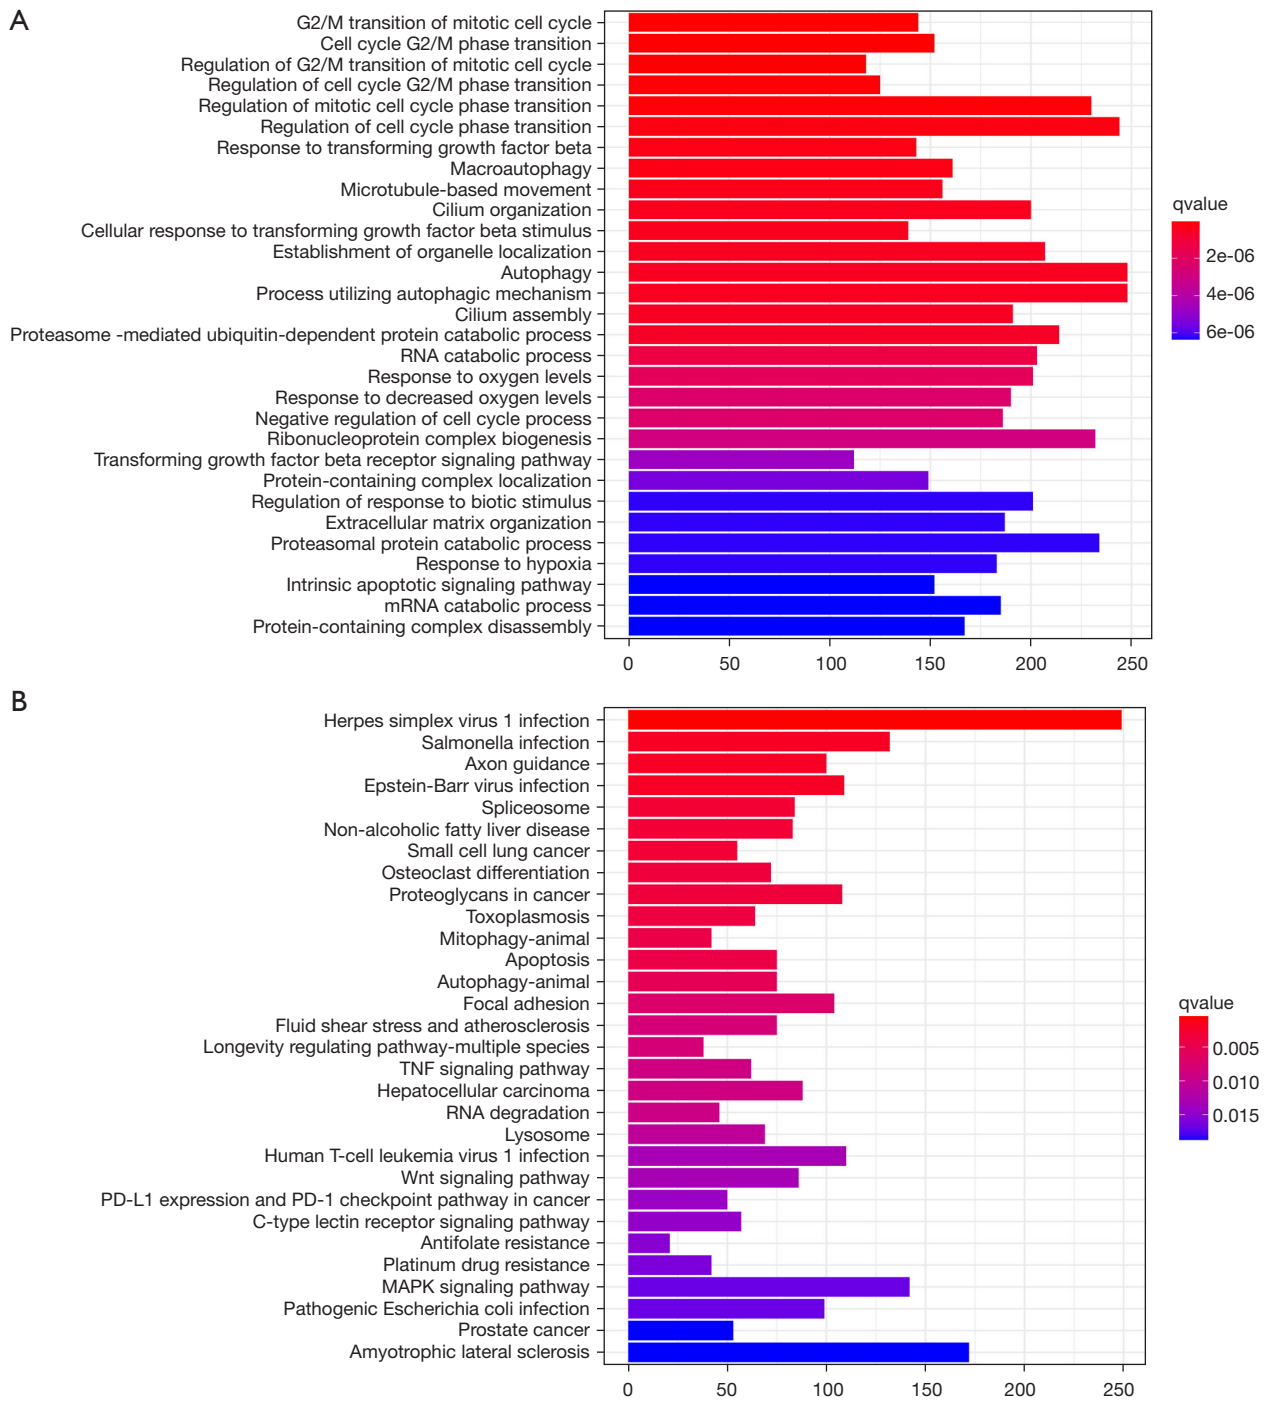 A
G2/M transition of mitotic cell cycle
Cell cycle G2/M phase transition
Regulation of G2/M transition of mitotic cell cycle
Regulation of cell cycle G2/M phase transition
Regulation of mitotic cell cycle phase transition
Regulation of cell cycle phase transition
Response to transforming growth factor beta
Macroautophagy
Microtubule-based movement
Cilium organization
Cellular response to transforming growth factor beta stimulus
Establishment of organelle localization
Autophagy
Process utilizing autophagic mechanism
Cilium assembly
Proteasome -mediated ubiquitin-dependent protein catabolic process
RNA catabolic process
Response to oxygen levels
Response to decreased oxygen levels
Negative regulation of cell cycle process
Ribonucleoprotein complex biogenesis
Transforming growth factor beta receptor signaling pathway
Protein-containing complex localization
Regulation of response to biotic stimulus
Extracellular matrix organization
Proteasomal protein catabolic process
Response to hypoxia
Intrinsic apoptotic signaling pathway
mRNA catabolic process
Protein-containing complex disassembly
0 50 100 150 200 250
qvalue
2e-06
4e-06
6e-06
B
Herpes simplex virus 1 infection
Salmonella infection
Axon guidance
Epstein-Barr virus infection
Spliceosome
Non-alcoholic fatty liver disease
Small cell lung cancer
Osteoclast differentiation
Proteoglycans in cancer
Toxoplasmosis
Mitophagy-animal
Apoptosis
Autophagy-animal
Focal adhesion
Fluid shear stress and atherosclerosis
Longevity regulating pathway-multiple species
TNF signaling pathway
Hepatocellular carcinoma
RNA degradation
Lysosome
Human T-cell leukemia virus 1 infection
Wnt signaling pathway
PD-L1 expression and PD-1 checkpoint pathway in cancer
C-type lectin receptor signaling pathway
Antifolate resistance
Platinum drug resistance
MAPK signaling pathway
Pathogenic Escherichia coli infection
Prostate cancer
Amyotrophic lateral sclerosis
0 50 100 150 200 250
qvalue
0.005
0.010
0.015